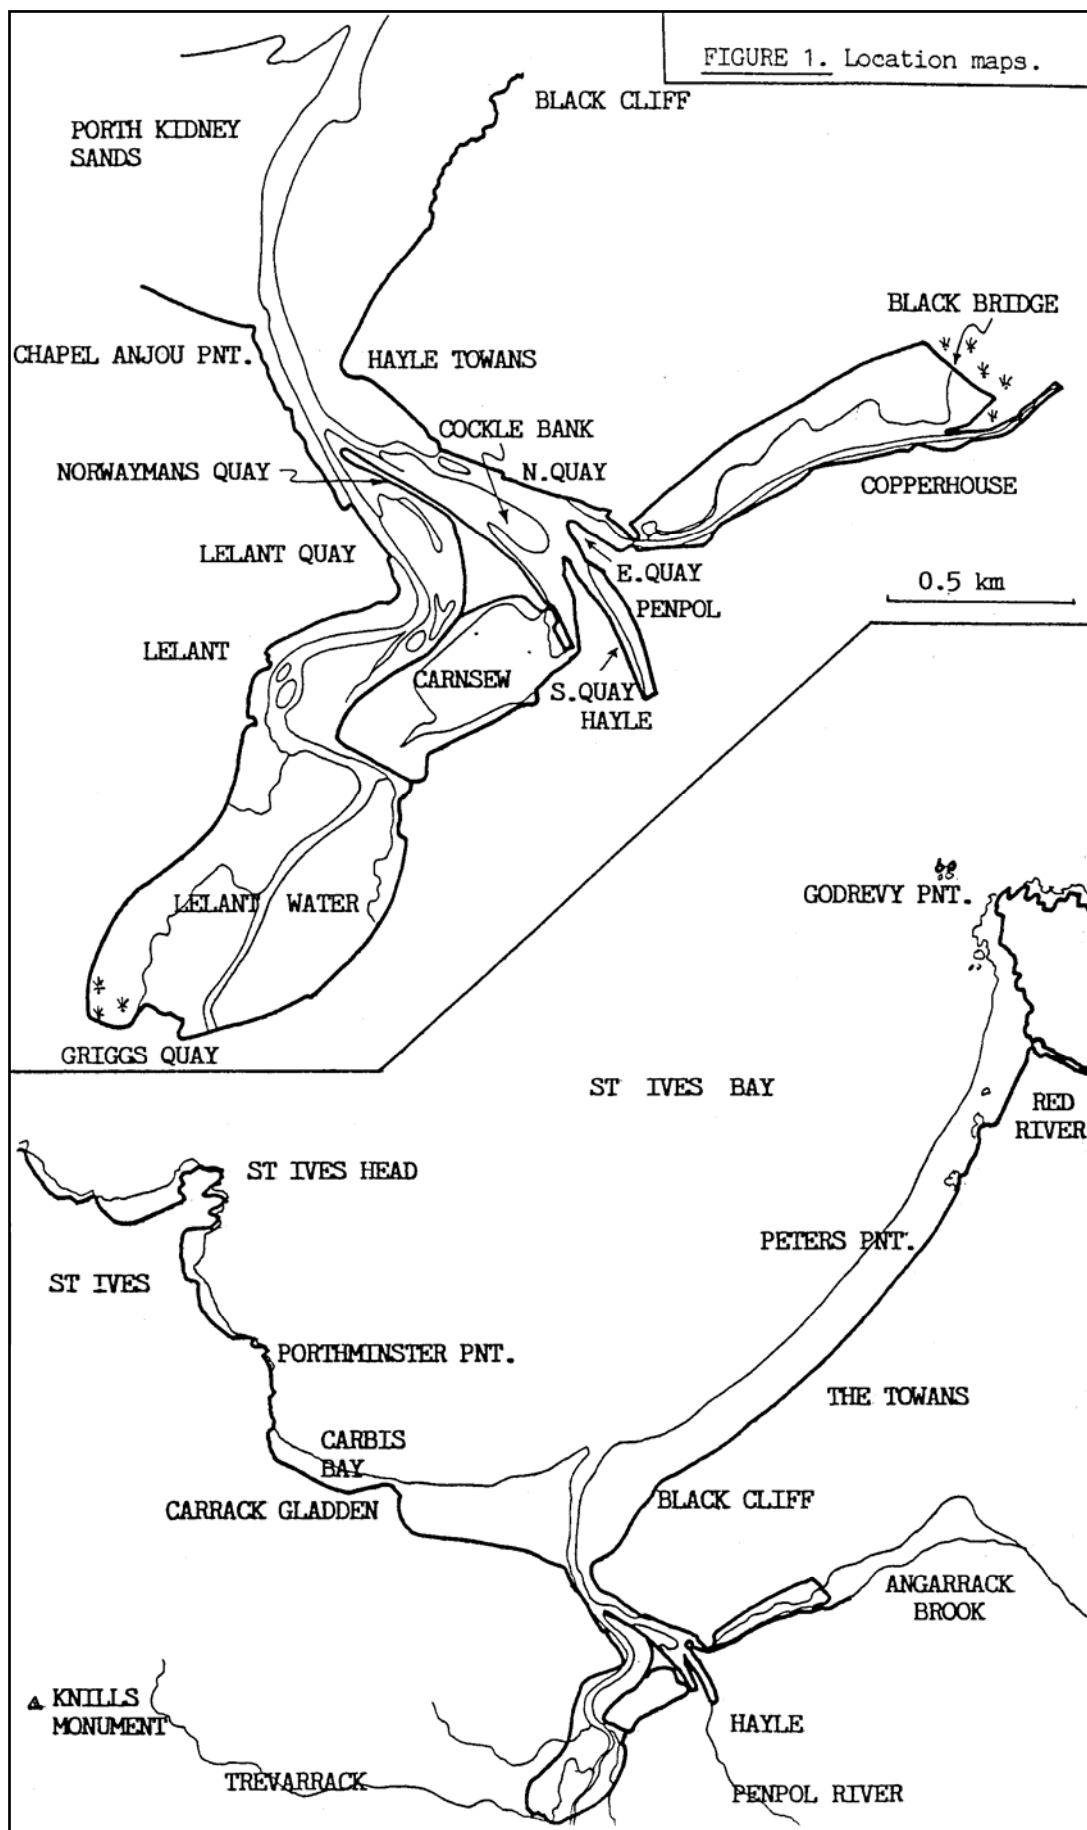 FIGURE 1. Location maps.
BLACK CLIFF
PORTH KIDNEY
SANDS
BLACK BRIDGE
CHAPEL ANJOU PNT.
HAYLE TOWANS
COCKLE BANK
NORWAYMANS QUAY
N.QUAY
COPPERHOUSE
LELANT QUAY
E.QUAY
0.5 km
PENPOL
LELANT
CARNSEW
S.QUAY
HAYLE
LELANT WATER
GRIGGS QUAY
GODREVY PNT.
ST IVES BAY
RED
RIVER
ST IVES HEAD
PETERS PNT.
ST IVES
PORTHMINSTER PNT.
THE TOWANS
CARBIS
BAY
BLACK CLIFF
CARRACK GLADDEN
ANGARRACK
BROOK
KNILLS
MONUMENT
HAYLE
TREVARRACK
PENPOL RIVER